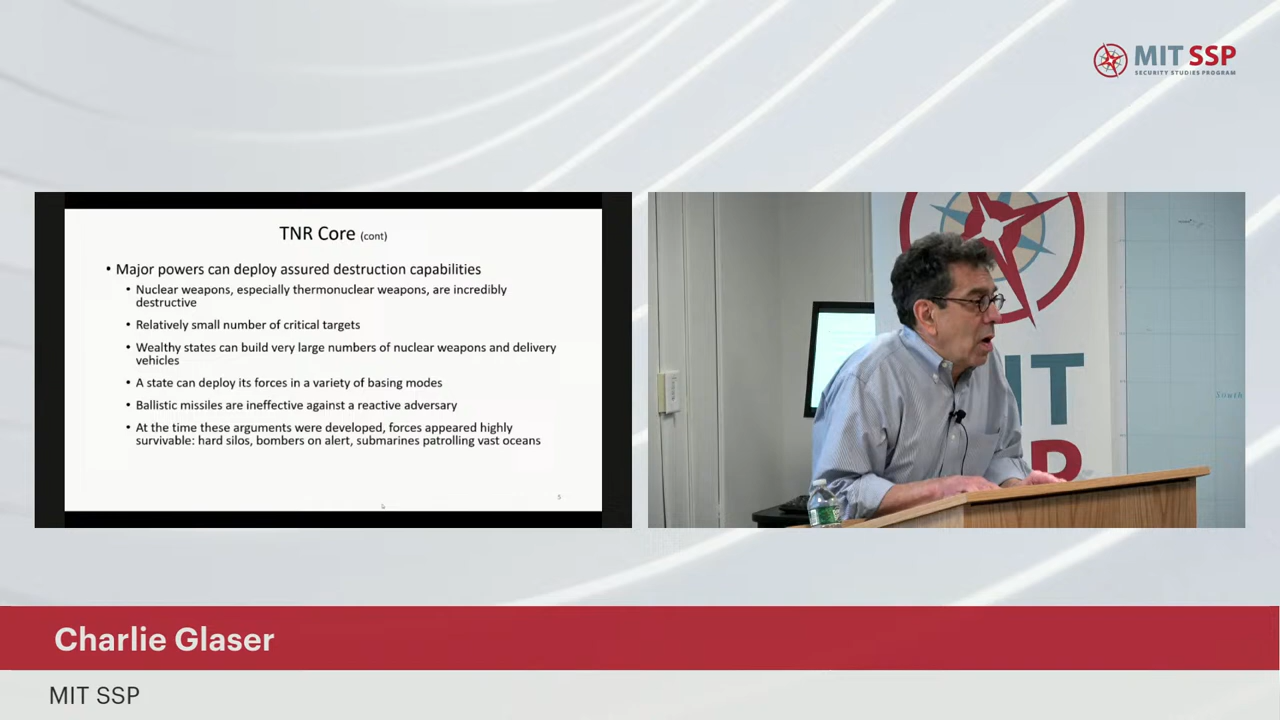 MIT SSP
SECURITY STUDIES PROGRAM
TNR Core (cont)
• Major powers can deploy assured destruction capabilities
• Nuclear weapons, especially thermonuclear weapons, are incredibly
destructive
• Relatively small number of critical targets
• Wealthy states can build very large numbers of nuclear weapons and delivery
vehicles
• A state can deploy its forces in a variety of basing modes
• Ballistic missiles are ineffective against a reactive adversary
• At the time these arguments were developed, forces appeared highly
survivable: hard silos, bombers on alert, submarines patrolling vast oceans
5
IT
P
South
Charlie Glaser
MIT SSP